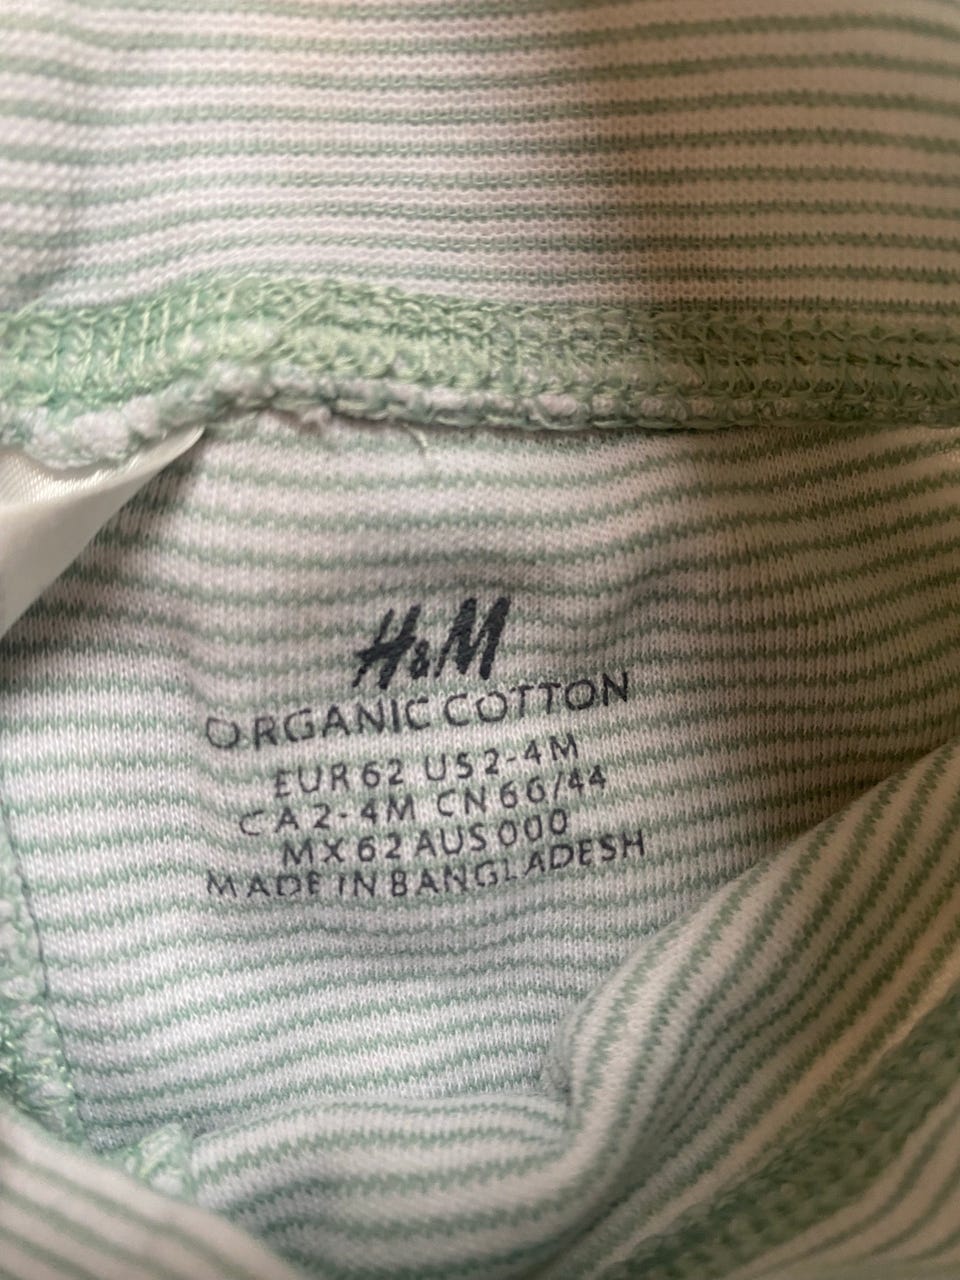 H&M
ORGANIC COTTON
EUR 62 US 2-4M
CA 2-4M CN 66/44
MX 62 AUS 000
MADE IN BANGLADESH